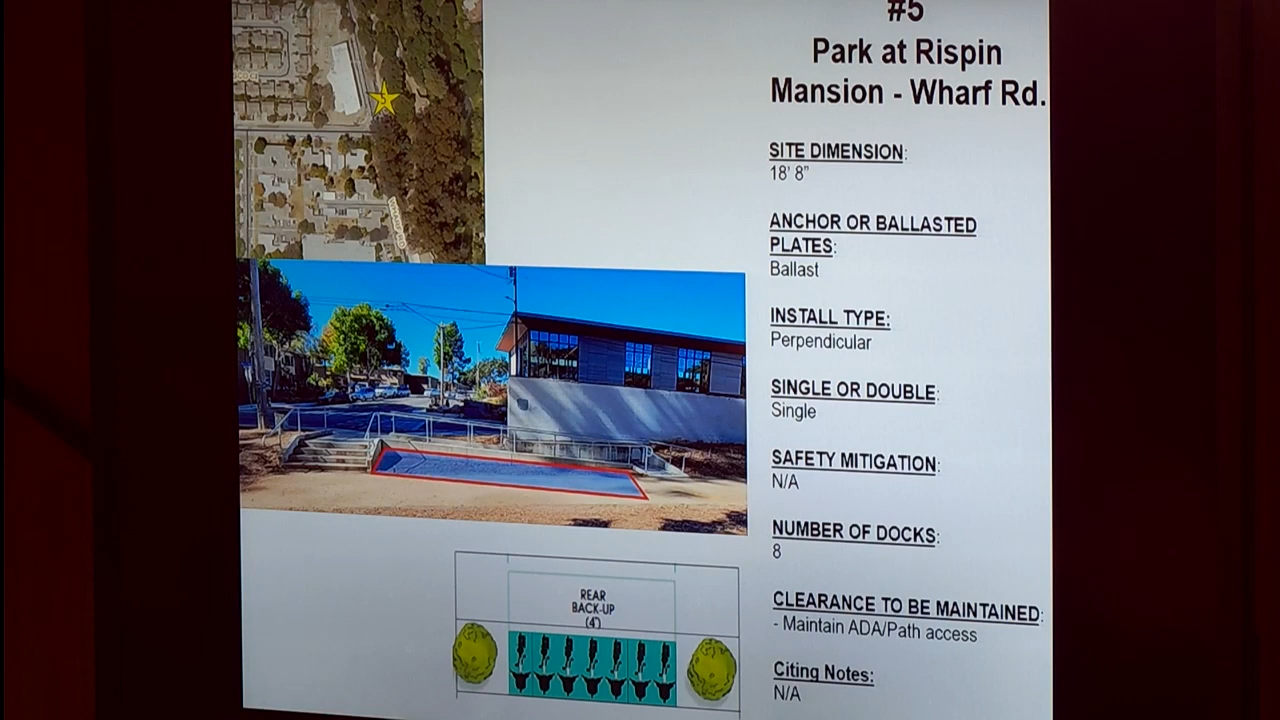 #5
Park at Rispin
Mansion - Wharf Rd.
SITE DIMENSION:
18' 8"
ANCHOR OR BALLASTED
PLATES:
Ballast
INSTALL TYPE:
Perpendicular
SINGLE OR DOUBLE:
Single
SAFETY MITIGATION:
N/A
NUMBER OF DOCKS:
8
CLEARANCE TO BE MAINTAINED:
- Maintain ADA/Path access
Citing Notes:
N/A
5
REAR
BACK-UP
(4')